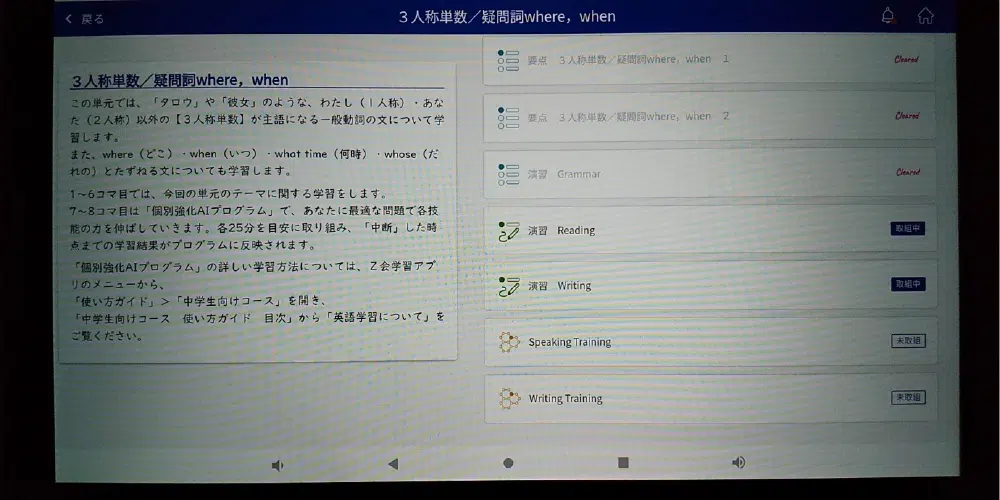 戻る
３人称単数／疑問詞where，when
３人称単数／疑問詞where，when
この単元では、「タロウ」や「彼女」のような、わたし（１人称）・あな
た（２人称）以外の【３人称単数】が主語になる一般動詞の文について学
習します。
また、where（どこ）・when（いつ）・what time（何時）・whose（だ
れの）とたずねる文についても学習します。
1～6コマ目では、今回の単元のテーマに関する学習をします。
7～8コマ目は「個別強化AIプログラム」で、あなたに最適な問題で各技
能の力を伸ばしていきます。各25分を目安に取り組み、「中断」した時
点までの学習結果がプログラムに反映されます。
「個別強化AIプログラム」の詳しい学習方法については、Ｚ会学習アプ
リのメニューから、
「使い方ガイド」＞「中学生向けコース」を開き、
「中学生向けコース　使い方ガイド　目次」から「英語学習について」を
ご覧ください。
要点　３人称単数／疑問詞where，when　1
Cleared
要点　３人称単数／疑問詞where，when　2
Cleared
演習　Grammar
Cleared
演習　Reading
取組中
演習　Writing
取組中
Speaking Training
未取組
Writing Training
未取組